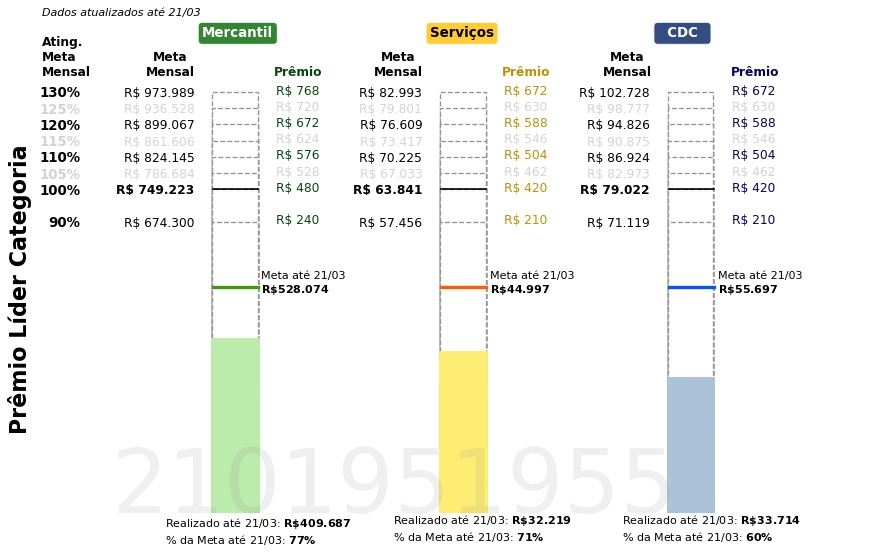 Dados atualizados até 21/03
Mercantil Serviços CDC
Ating. Meta Mensal
Meta Mensal Prêmio Meta Mensal Prêmio Meta Mensal Prêmio
130% R$ 973.989 R$ 768 R$ 82.993 R$ 672 R$ 102.728 R$ 672
125% R$ 936.528 R$ 720 R$ 79.801 R$ 630 R$ 98.777 R$ 630
120% R$ 899.067 R$ 672 R$ 76.609 R$ 588 R$ 94.826 R$ 588
115% R$ 861.606 R$ 624 R$ 73.417 R$ 546 R$ 90.875 R$ 546
110% R$ 824.145 R$ 576 R$ 70.225 R$ 504 R$ 86.924 R$ 504
105% R$ 786.684 R$ 528 R$ 67.033 R$ 462 R$ 82.973 R$ 462
100% R$ 749.223 R$ 480 R$ 63.841 R$ 420 R$ 79.022 R$ 420
90% R$ 674.300 R$ 240 R$ 57.456 R$ 210 R$ 71.119 R$ 210
Prêmio Líder Categoria
Meta até 21/03 Meta até 21/03 Meta até 21/03
R$528.074 R$44.997 R$55.697
2101951955
Realizado até 21/03: R$409.687 Realizado até 21/03: R$32.219 Realizado até 21/03: R$33.714
% da Meta até 21/03: 77% % da Meta até 21/03: 71% % da Meta até 21/03: 60%